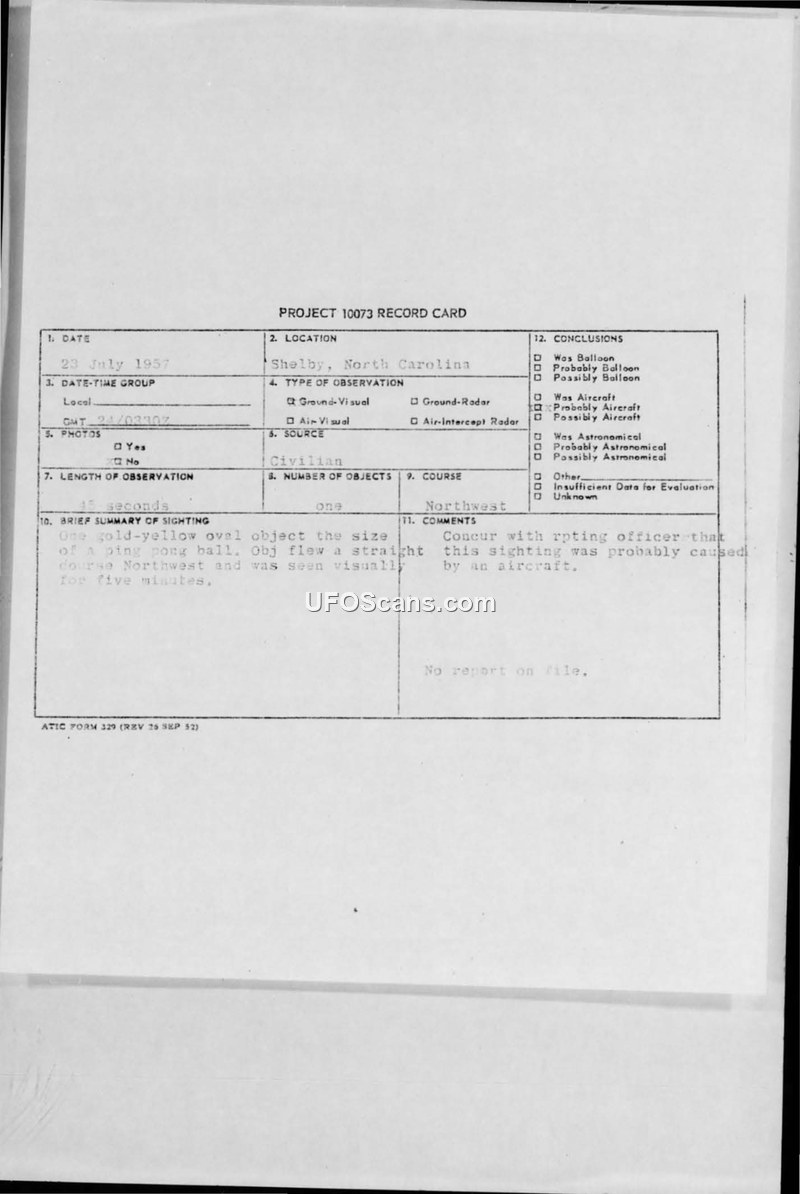 PROJECT 10073 RECORD CARD
1. DATE
23 July 1957
2. LOCATION
Shelby, North Carolina
3. DATE-TIME GROUP
Local
GMT 24/0330Z
4. TYPE OF OBSERVATION
Ground-Visual
Ground-Radar
Air-Visual
Air-Intercept Radar
5. PHOTOS
Yes
No
6. SOURCE
Civilian
7. LENGTH OF OBSERVATION
seconds
8. NUMBER OF OBJECTS
one
9. COURSE
Northwest
10. BRIEF SUMMARY OF SIGHTING
One gold-yellow oval object the size
of a ping pong ball. Obj flew a straight
course Northwest and was seen visually
for five minutes.
11. COMMENTS
Concur with rpting officer that
this sighting was probably caused
by an aircraft.
No report on file.
12. CONCLUSIONS
Was Balloon
Probably Balloon
Possibly Balloon
Was Aircraft
Probably Aircraft
Possibly Aircraft
Was Astronomical
Probably Astronomical
Possibly Astronomical
Other
Insufficient Data for Evaluation
Unknown
ATIC FORM 329 (REV 26 SEP 52)
UFOScans.com